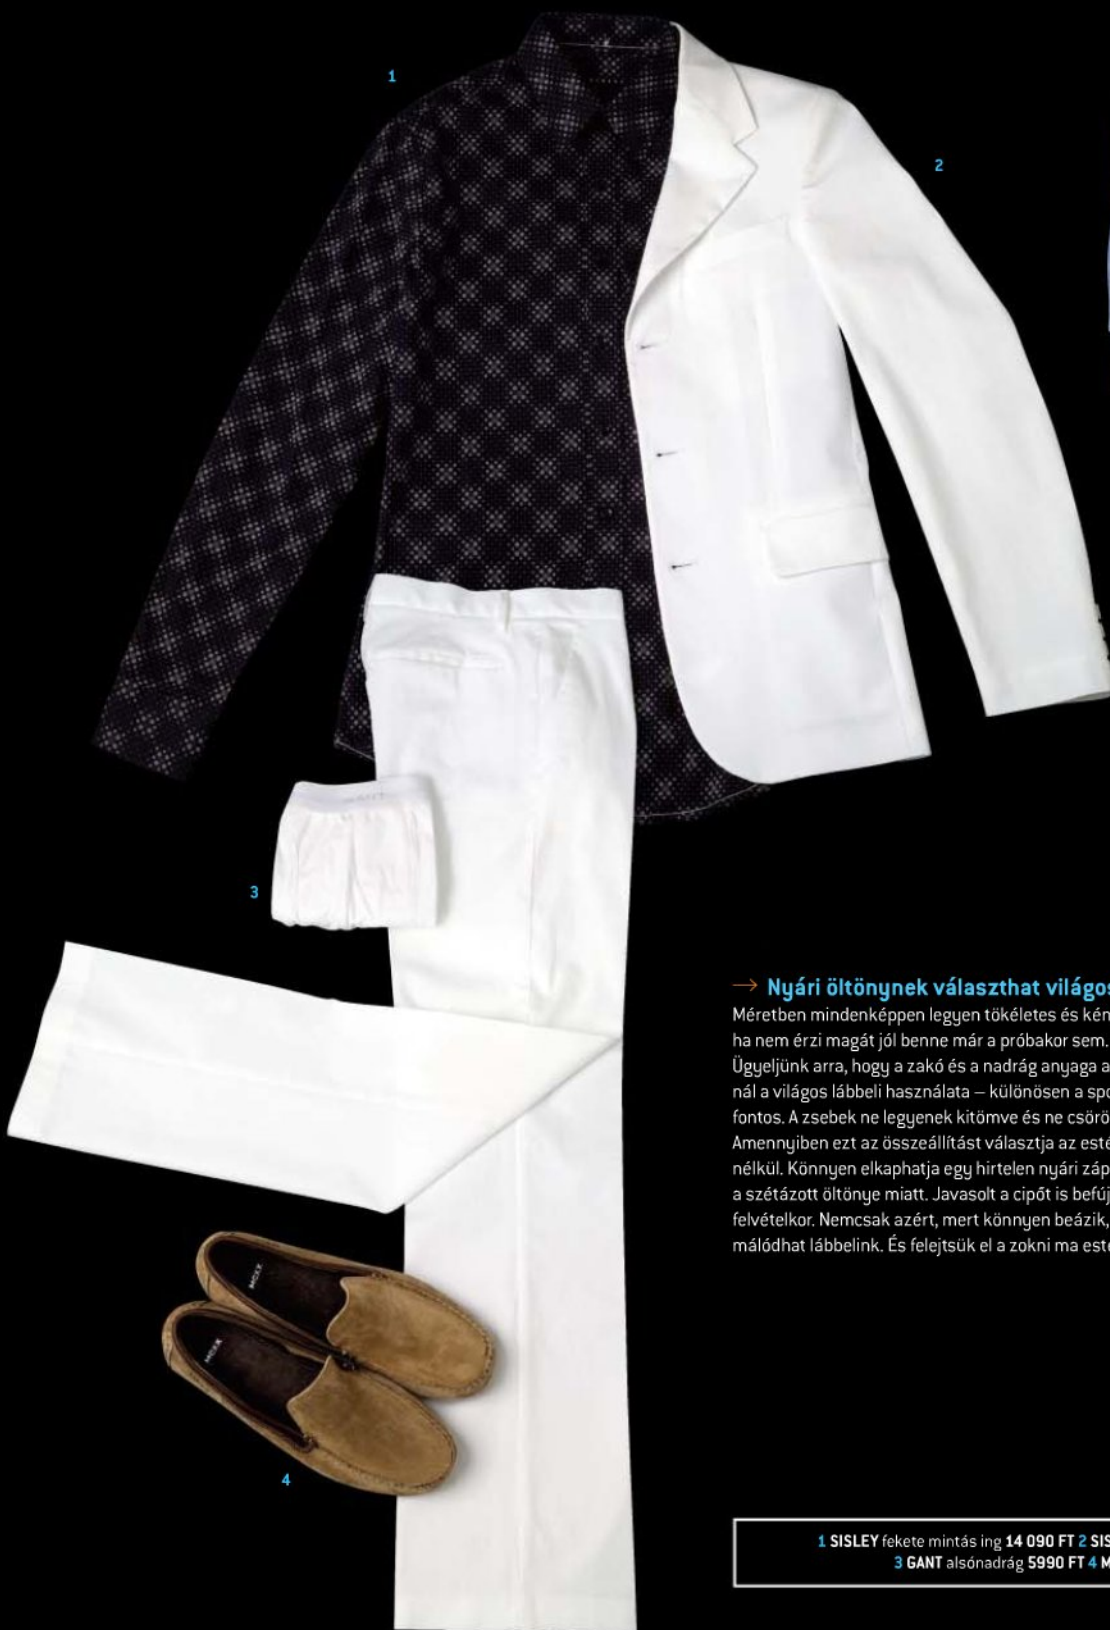 1
2
3
→ Nyári öltönynek választhat világos
Méretben mindenképpen legyen tökéletes és kén
ha nem érzi magát jól benne már a próbakor sem.
Ügyeljünk arra, hogy a zakó és a nadrág anyaga a
nál a világos lábbeli használata – különösen a spo
fontos. A zsebek ne legyenek kitömve és ne csörö
Amennyiben ezt az összeállítást választja az esté
nélkül. Könnyen elkaphatja egy hirtelen nyári záp
a szétázott öltönye miatt. Javasolt a cipőt is befúj
felvételkor. Nemcsak azért, mert könnyen beázik,
málódhat lábbelink. És felejtsük el a zokni ma este
MEXX
MEXX
4
1 SISLEY fekete mintás ing 14 090 FT 2 SIS
3 GANT alsónadrág 5990 FT 4 M